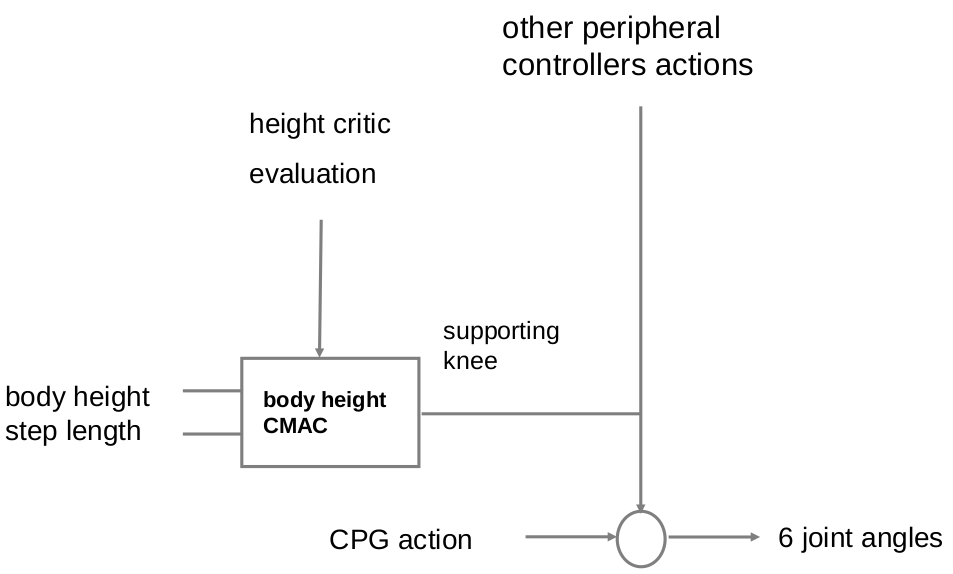 other peripheral
controllers actions
height critic
evaluation
supporting
knee
body height
step length
body height
CMAC
CPG action
6 joint angles